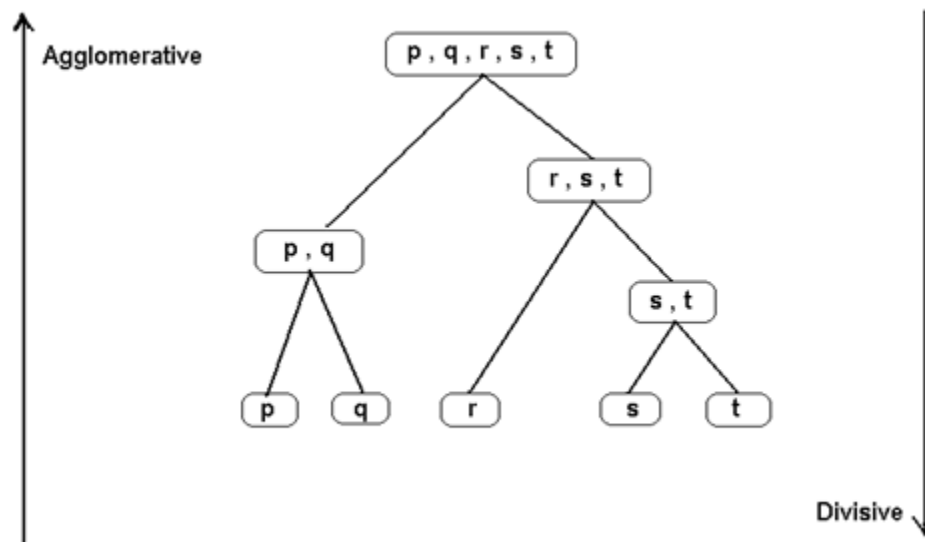 Agglomerative
p , q , r , s , t
r , s , t
p , q
s , t
p
q
r
s
t
Divisive